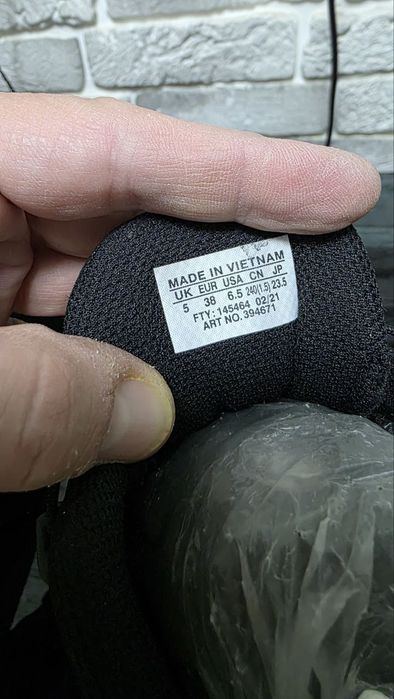 MADE IN VIETNAM
UK EUR USA CN JP
5 38 6.5 240(1.5) 23.5
FTY: 145464 02/21
ART NO. 394671